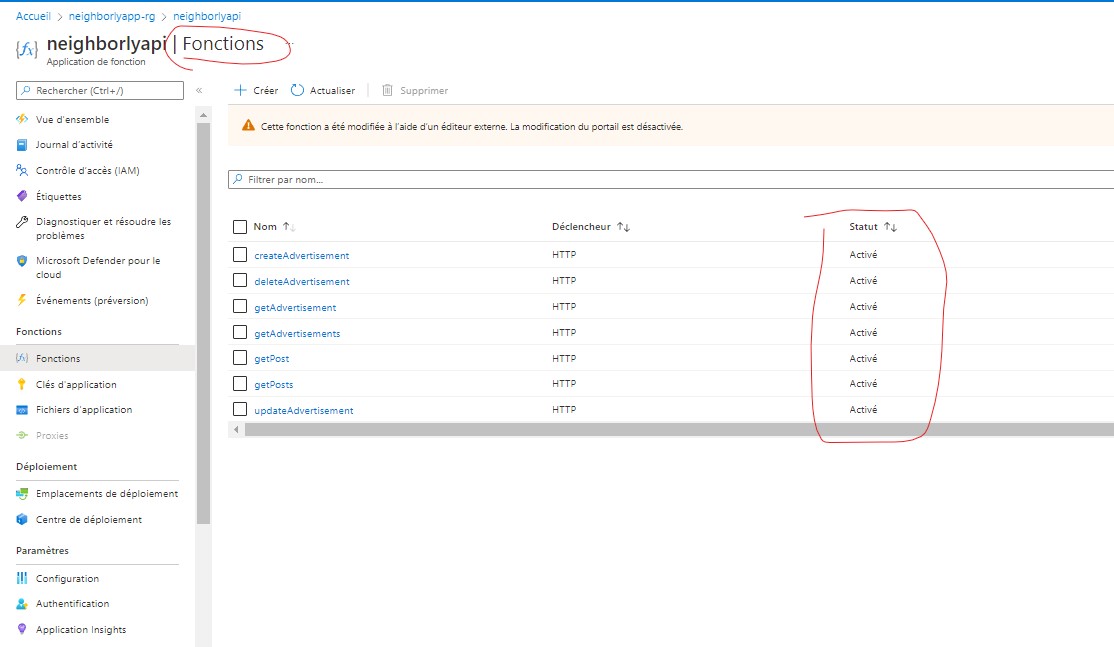 Accueil > neighborlyapp-rg > neighborlyapi
neighborlyapi | Fonctions ...
Application de fonction
Rechercher (Ctrl+/)
«
Vue d'ensemble
Journal d'activité
Contrôle d'accès (IAM)
Étiquettes
Diagnostiquer et résoudre les
problèmes
Microsoft Defender pour le
cloud
Événements (préversion)
Fonctions
Fonctions
Clés d'application
Fichiers d'application
Proxies
Déploiement
Emplacements de déploiement
Centre de déploiement
Paramètres
Configuration
Authentification
Application Insights
Créer Actualiser Supprimer
Cette fonction a été modifiée à l'aide d'un éditeur externe. La modification du portail est désactivée.
Filtrer par nom...
Nom ↑↓ Déclencheur ↑↓ Statut ↑↓
createAdvertisement HTTP Activé
deleteAdvertisement HTTP Activé
getAdvertisement HTTP Activé
getAdvertisements HTTP Activé
getPost HTTP Activé
getPosts HTTP Activé
updateAdvertisement HTTP Activé